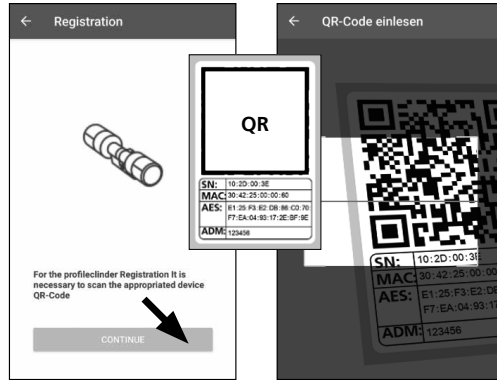 Registration
For the profileclinder Registration It is
necessary to scan the appropriated device
QR-Code
CONTINUE
QR
SN: 10:2D:00:3E
MAC: 30:42:25:00:00:60
AES: E1:25:F3:E2:DB:86:C0:70:
F7:EA:04:93:17:2E:BF:9E
ADM: 123456
QR-Code einlesen
SN: 10:2D:00:3E
MAC: 30:42:25:00:00
AES: E1:25:F3:E2:DB
F7:EA:04:93:17
ADM: 123456